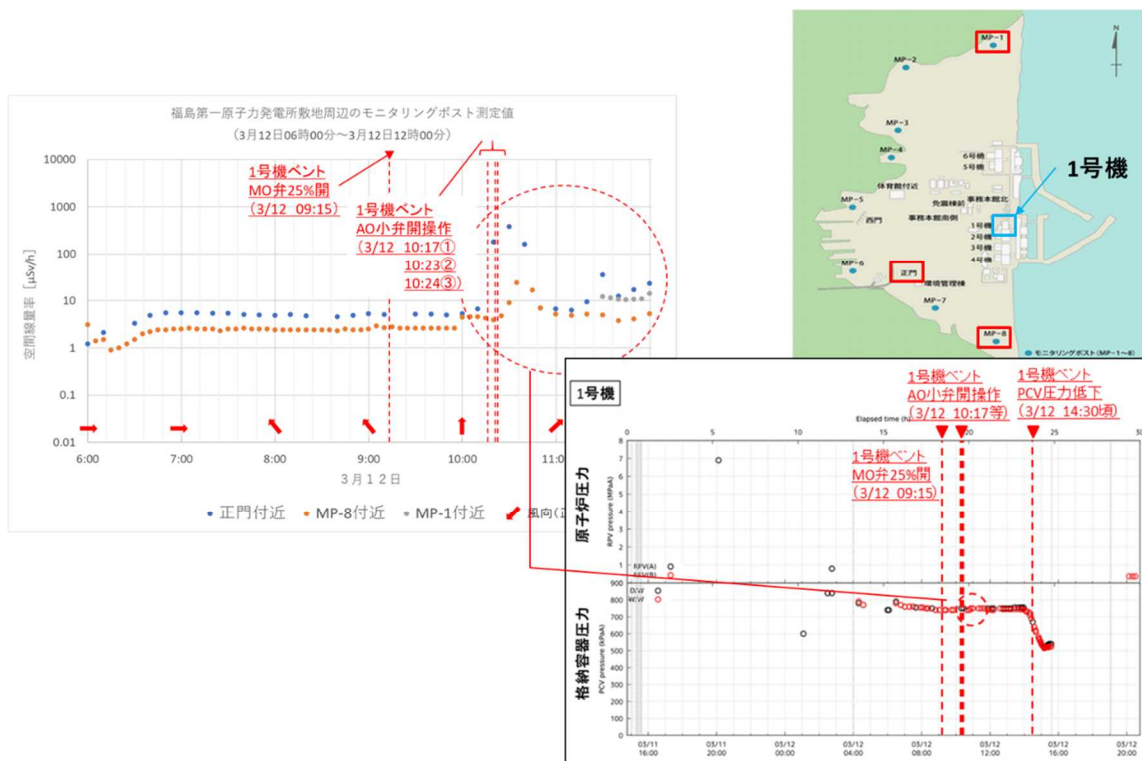 福島第一原子力発電所敷地周辺のモニタリングポスト測定値
（3月12日06時00分～3月12日12時00分）
空間線量率 [μSv/h]
10000
1000
100
10
1
0.1
0.01
1号機ベント
MO弁25%開
(3/12 09:15)
1号機ベント
AO小弁開操作
(3/12 10:17①
10:23②
10:24③)
6:00
7:00
8:00
9:00
10:00
11:00
3月12日
正門付近
MP-8付近
MP-1付近
風向(正
MP-1
MP-2
MP-3
MP-4
MP-5
MP-6
MP-7
MP-8
N
6号機
5号機
体育館付近
免震棟前
事務本館北
事務本館南側
西門
1号機
2号機
3号機
4号機
正門
環境管理棟
1号機
モニタリングポスト(MP-1～8)
1号機
1号機ベント
AO小弁開操作
(3/12 10:17等)
1号機ベント
PCV圧力低下
(3/12 14:30頃)
Elapsed time (h
0
5
10
15
20
25
30
1号機ベント
MO弁25%開
(3/12 09:15)
原子炉圧力
RPV pressure (MPaA)
8
7
6
5
4
3
2
1
RPV(A)
RPV(B)
格納容器圧力
PCV pressure (kPaA)
900
800
700
600
500
400
300
200
100
0
D/W
W/W
03/11
16:00
03/11
20:00
03/12
00:00
03/12
04:00
03/12
08:00
03/12
12:00
03/12
16:00
03/12
20:00